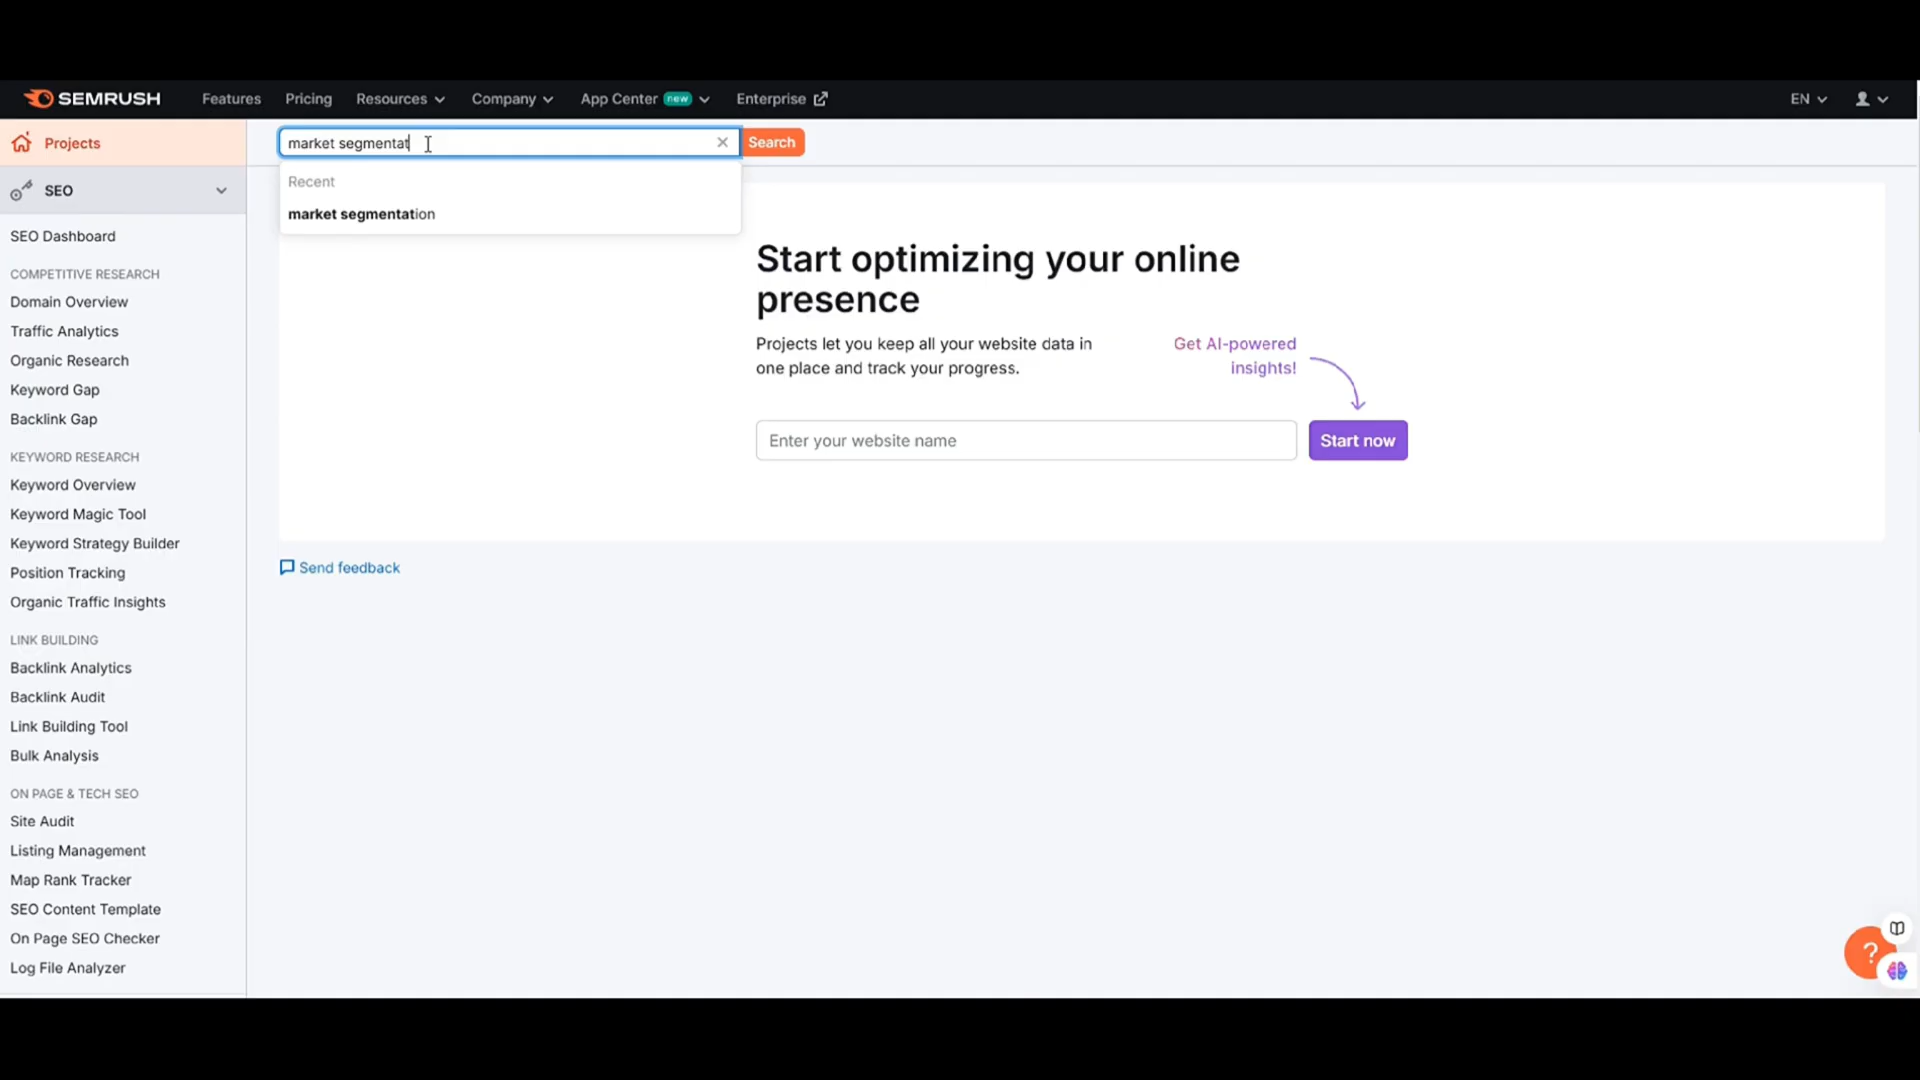 SEMRUSH
Features Pricing Resources Company App Center new Enterprise
EN
Projects
market segmentat
Search
Recent
market segmentation
SEO
SEO Dashboard
COMPETITIVE RESEARCH
Domain Overview
Traffic Analytics
Organic Research
Keyword Gap
Backlink Gap
KEYWORD RESEARCH
Keyword Overview
Keyword Magic Tool
Keyword Strategy Builder
Position Tracking
Organic Traffic Insights
LINK BUILDING
Backlink Analytics
Backlink Audit
Link Building Tool
Bulk Analysis
ON PAGE & TECH SEO
Site Audit
Listing Management
Map Rank Tracker
SEO Content Template
On Page SEO Checker
Log File Analyzer
Start optimizing your online
presence
Projects let you keep all your website data in
one place and track your progress.
Get AI-powered
insights!
Enter your website name
Start now
Send feedback
?